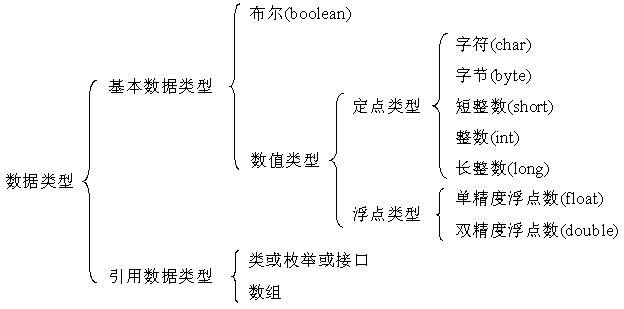 数据类型
基本数据类型
布尔(boolean)
数值类型
定点类型
字符(char)
字节(byte)
短整数(short)
整数(int)
长整数(long)
浮点类型
单精度浮点数(float)
双精度浮点数(double)
引用数据类型
类或枚举或接口
数组